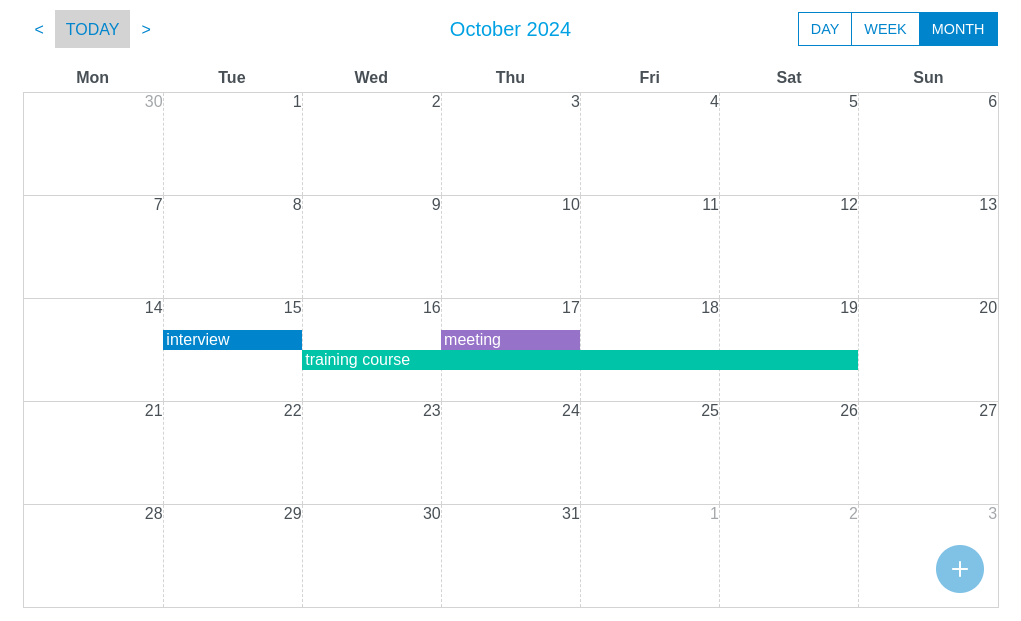 < TODAY > October 2024 DAY WEEK MONTH
Mon Tue Wed Thu Fri Sat Sun
30 1 2 3 4 5 6
7 8 9 10 11 12 13
14 15 16 17 18 19 20
interview meeting
training course
21 22 23 24 25 26 27
28 29 30 31 1 2 3
+